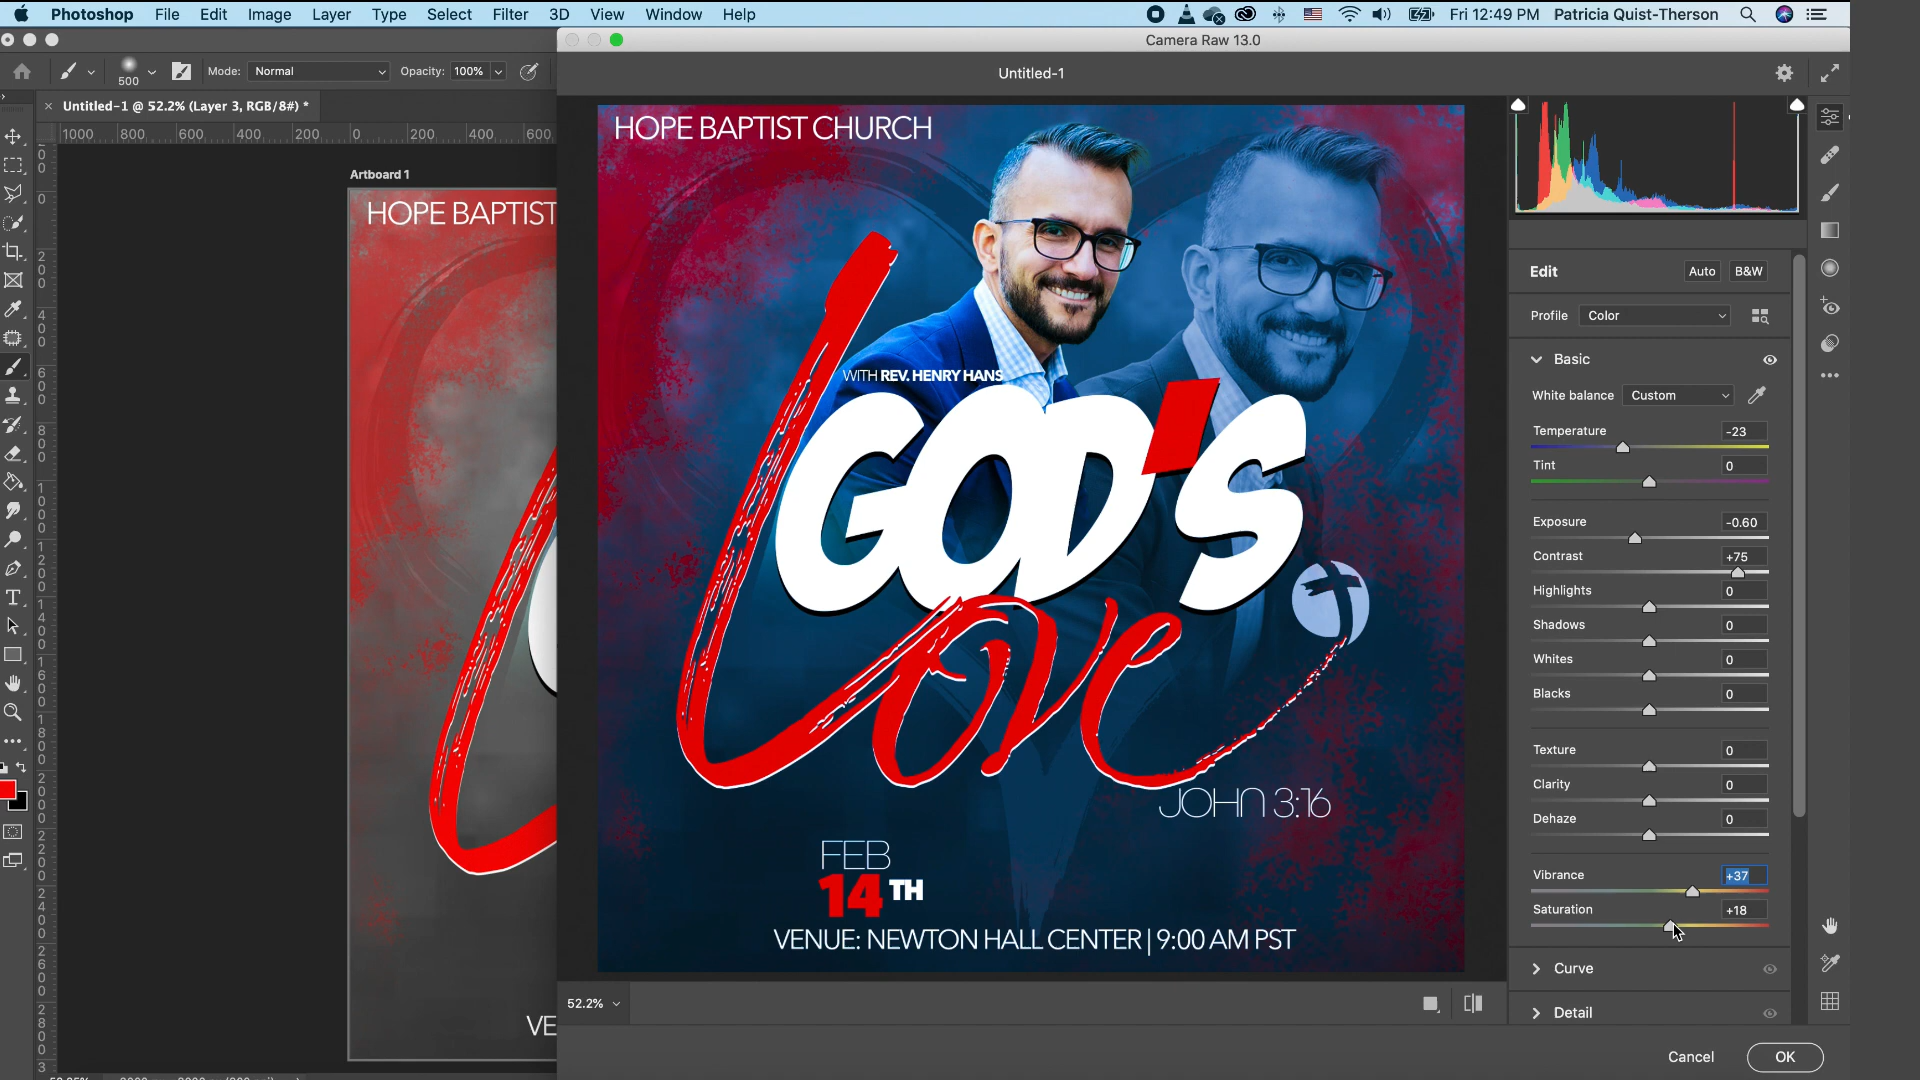 Photoshop File Edit Image Layer Type Select Filter 3D View Window Help
Fri 12:49 PM Patricia Quist-Therson
Camera Raw 13.0
500 Mode: Normal Opacity: 100%
Untitled-1
× Untitled-1 @ 52.2% (Layer 3, RGB/8#) *
1000 800 600 400 200 0 200 400 600
Artboard 1
HOPE BAPTIST
VE
HOPE BAPTIST CHURCH
WITH REV. HENRY HANS
GOD'S
Love
JOHN 3:16
FEB
14TH
VENUE: NEWTON HALL CENTER | 9:00 AM PST
52.2%
Edit Auto B&W
Profile Color
Basic
White balance Custom
Temperature -23
Tint 0
Exposure -0.60
Contrast +75
Highlights 0
Shadows 0
Whites 0
Blacks 0
Texture 0
Clarity 0
Dehaze 0
Vibrance +37
Saturation +18
Curve
Detail
Cancel OK